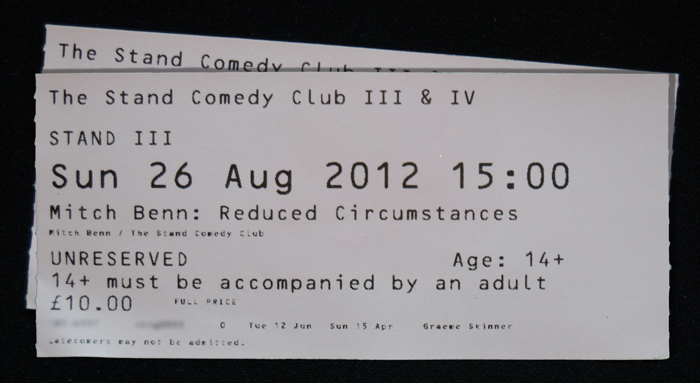 The Stand Comedy Club III
The Stand Comedy Club III & IV
STAND III
Sun 26 Aug 2012 15:00
Mitch Benn: Reduced Circumstances
Mitch Benn / The Stand Comedy Club
UNRESERVED Age: 14+
14+ must be accompanied by an adult
£10.00 FULL PRICE
0 Tue 12 Jun Sun 15 Apr Graeme Skinner
Latecomers may not be admitted.